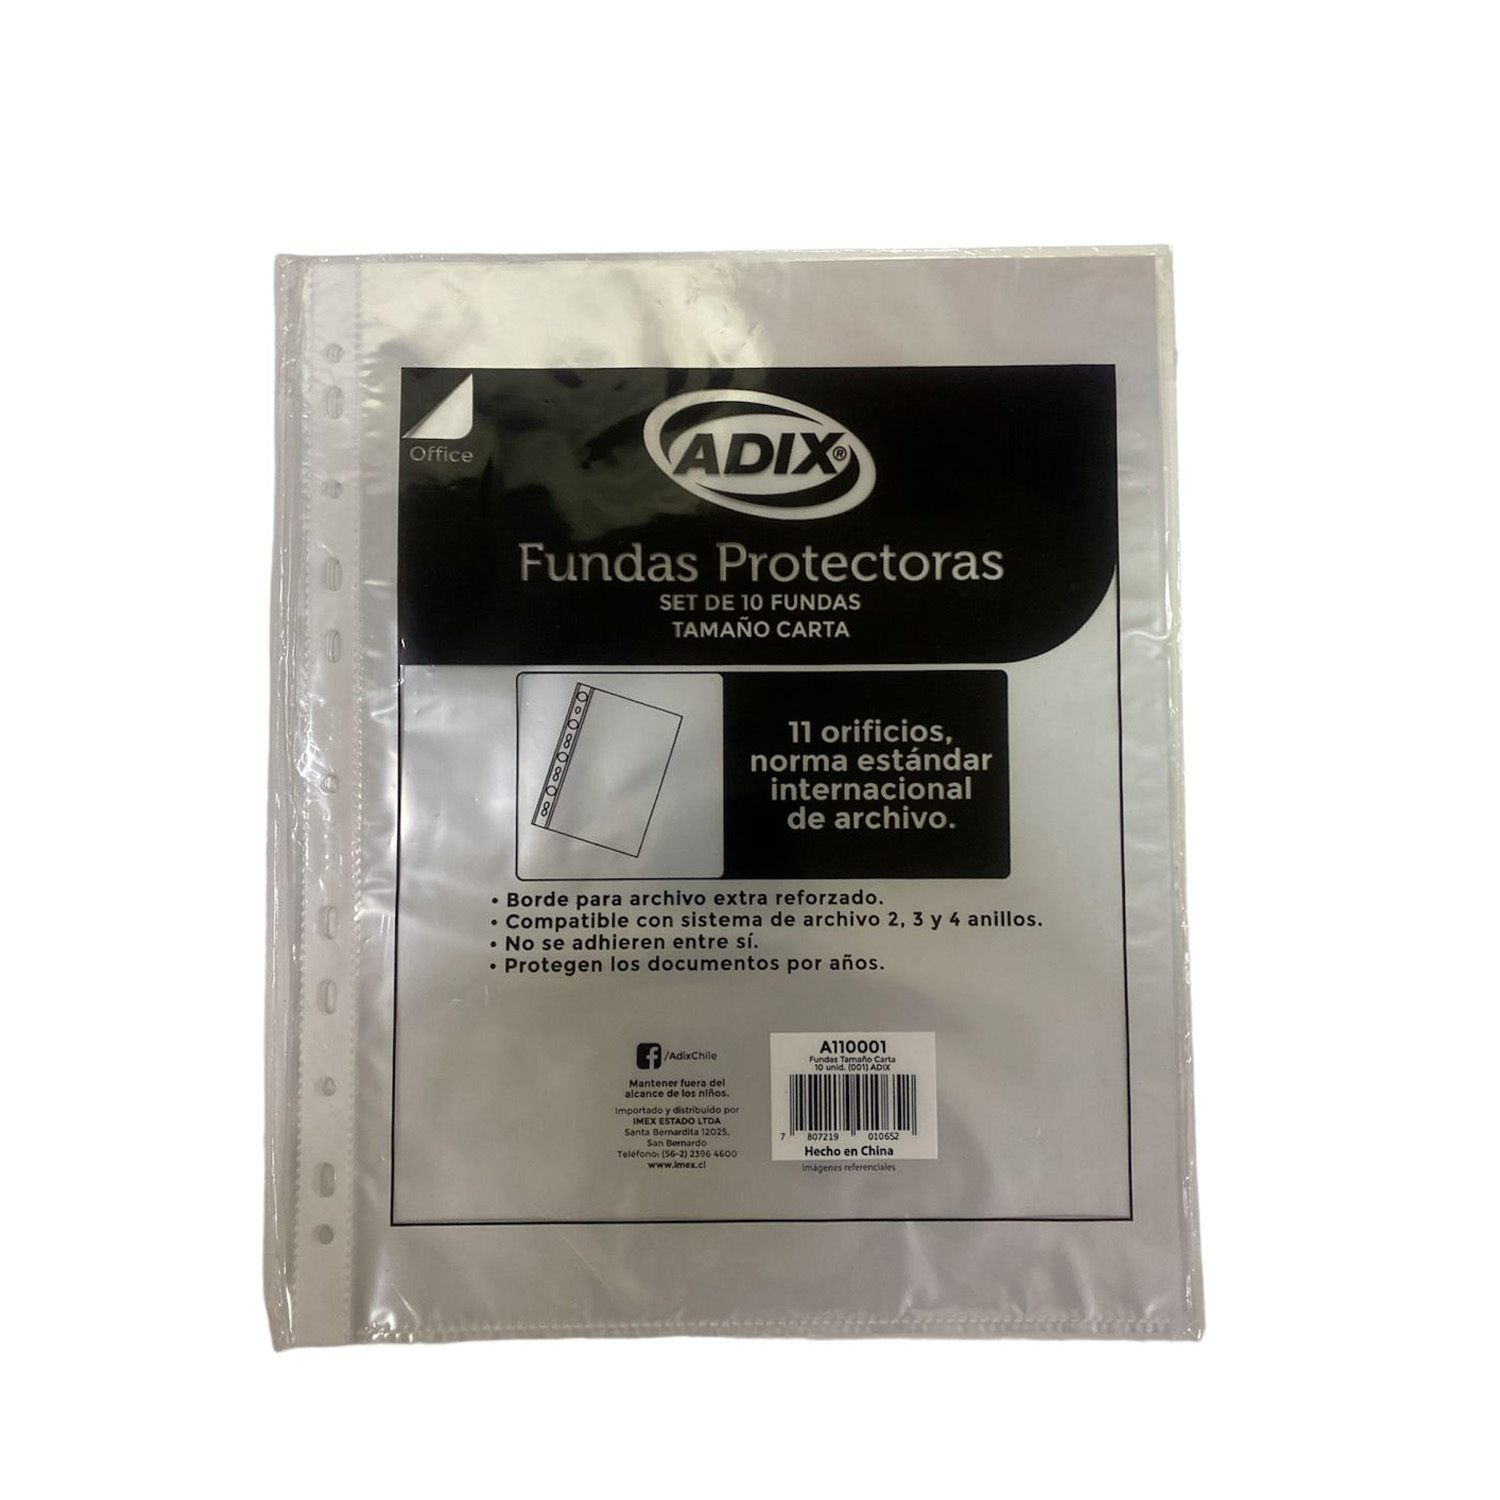 Office
ADIX®
Fundas Protectoras
SET DE 10 FUNDAS
TAMAÑO CARTA
11 orificios,
norma estándar
internacional
de archivo.
• Borde para archivo extra reforzado.
• Compatible con sistema de archivo 2, 3 y 4 anillos.
• No se adhieren entre sí.
• Protegen los documentos por años.
f /AdixChile
Mantener fuera del
alcance de los niños.
Importado y distribuido por
IMEX ESTADO LTDA
Santa Bernardita 12025,
San Bernardo
Teléfono: (56-2) 2396 4600
www.imex.cl
A110001
Fundas Tamaño Carta
10 unid. (001) ADIX
7 807219 010652
Hecho en China
Imágenes referenciales